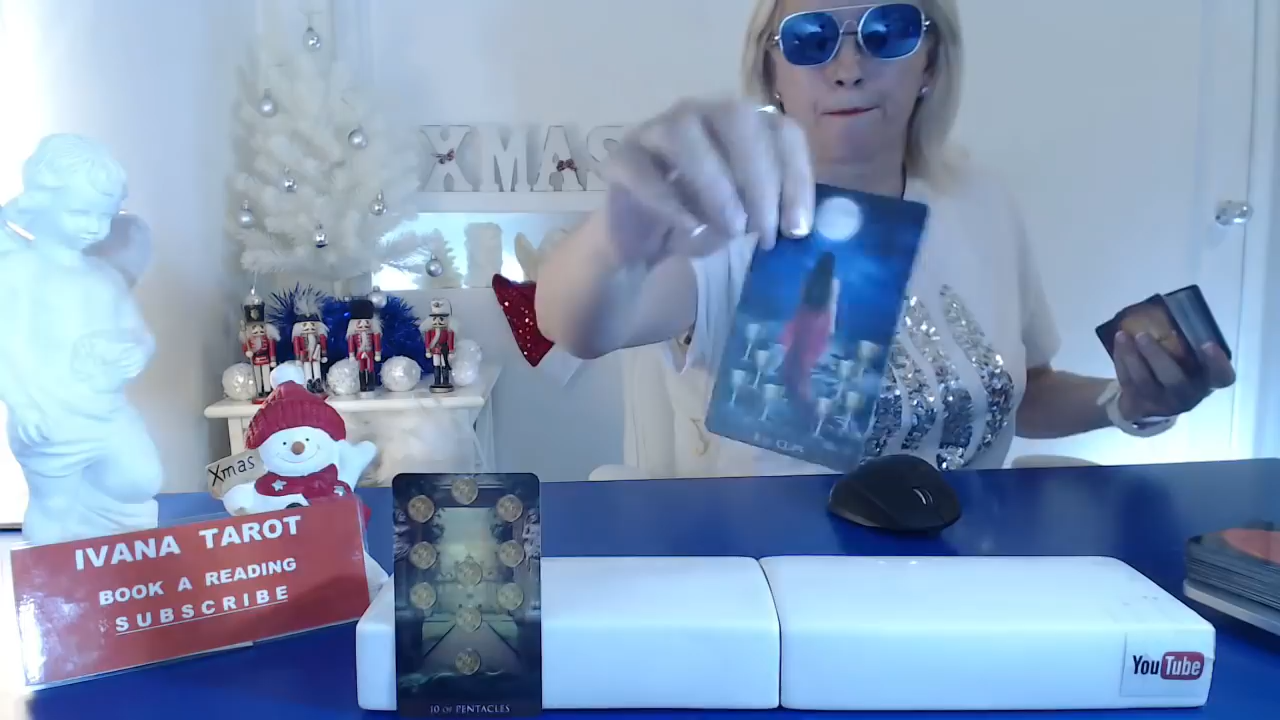 XMAS
Xmas
IVANA TAROT
BOOK A READING
SUBSCRIBE
10 OF PENTACLES
YouTube